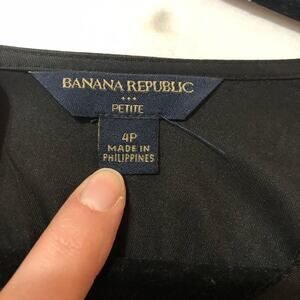 BANANA REPUBLIC
PETITE
4P
MADE IN
PHILIPPINES